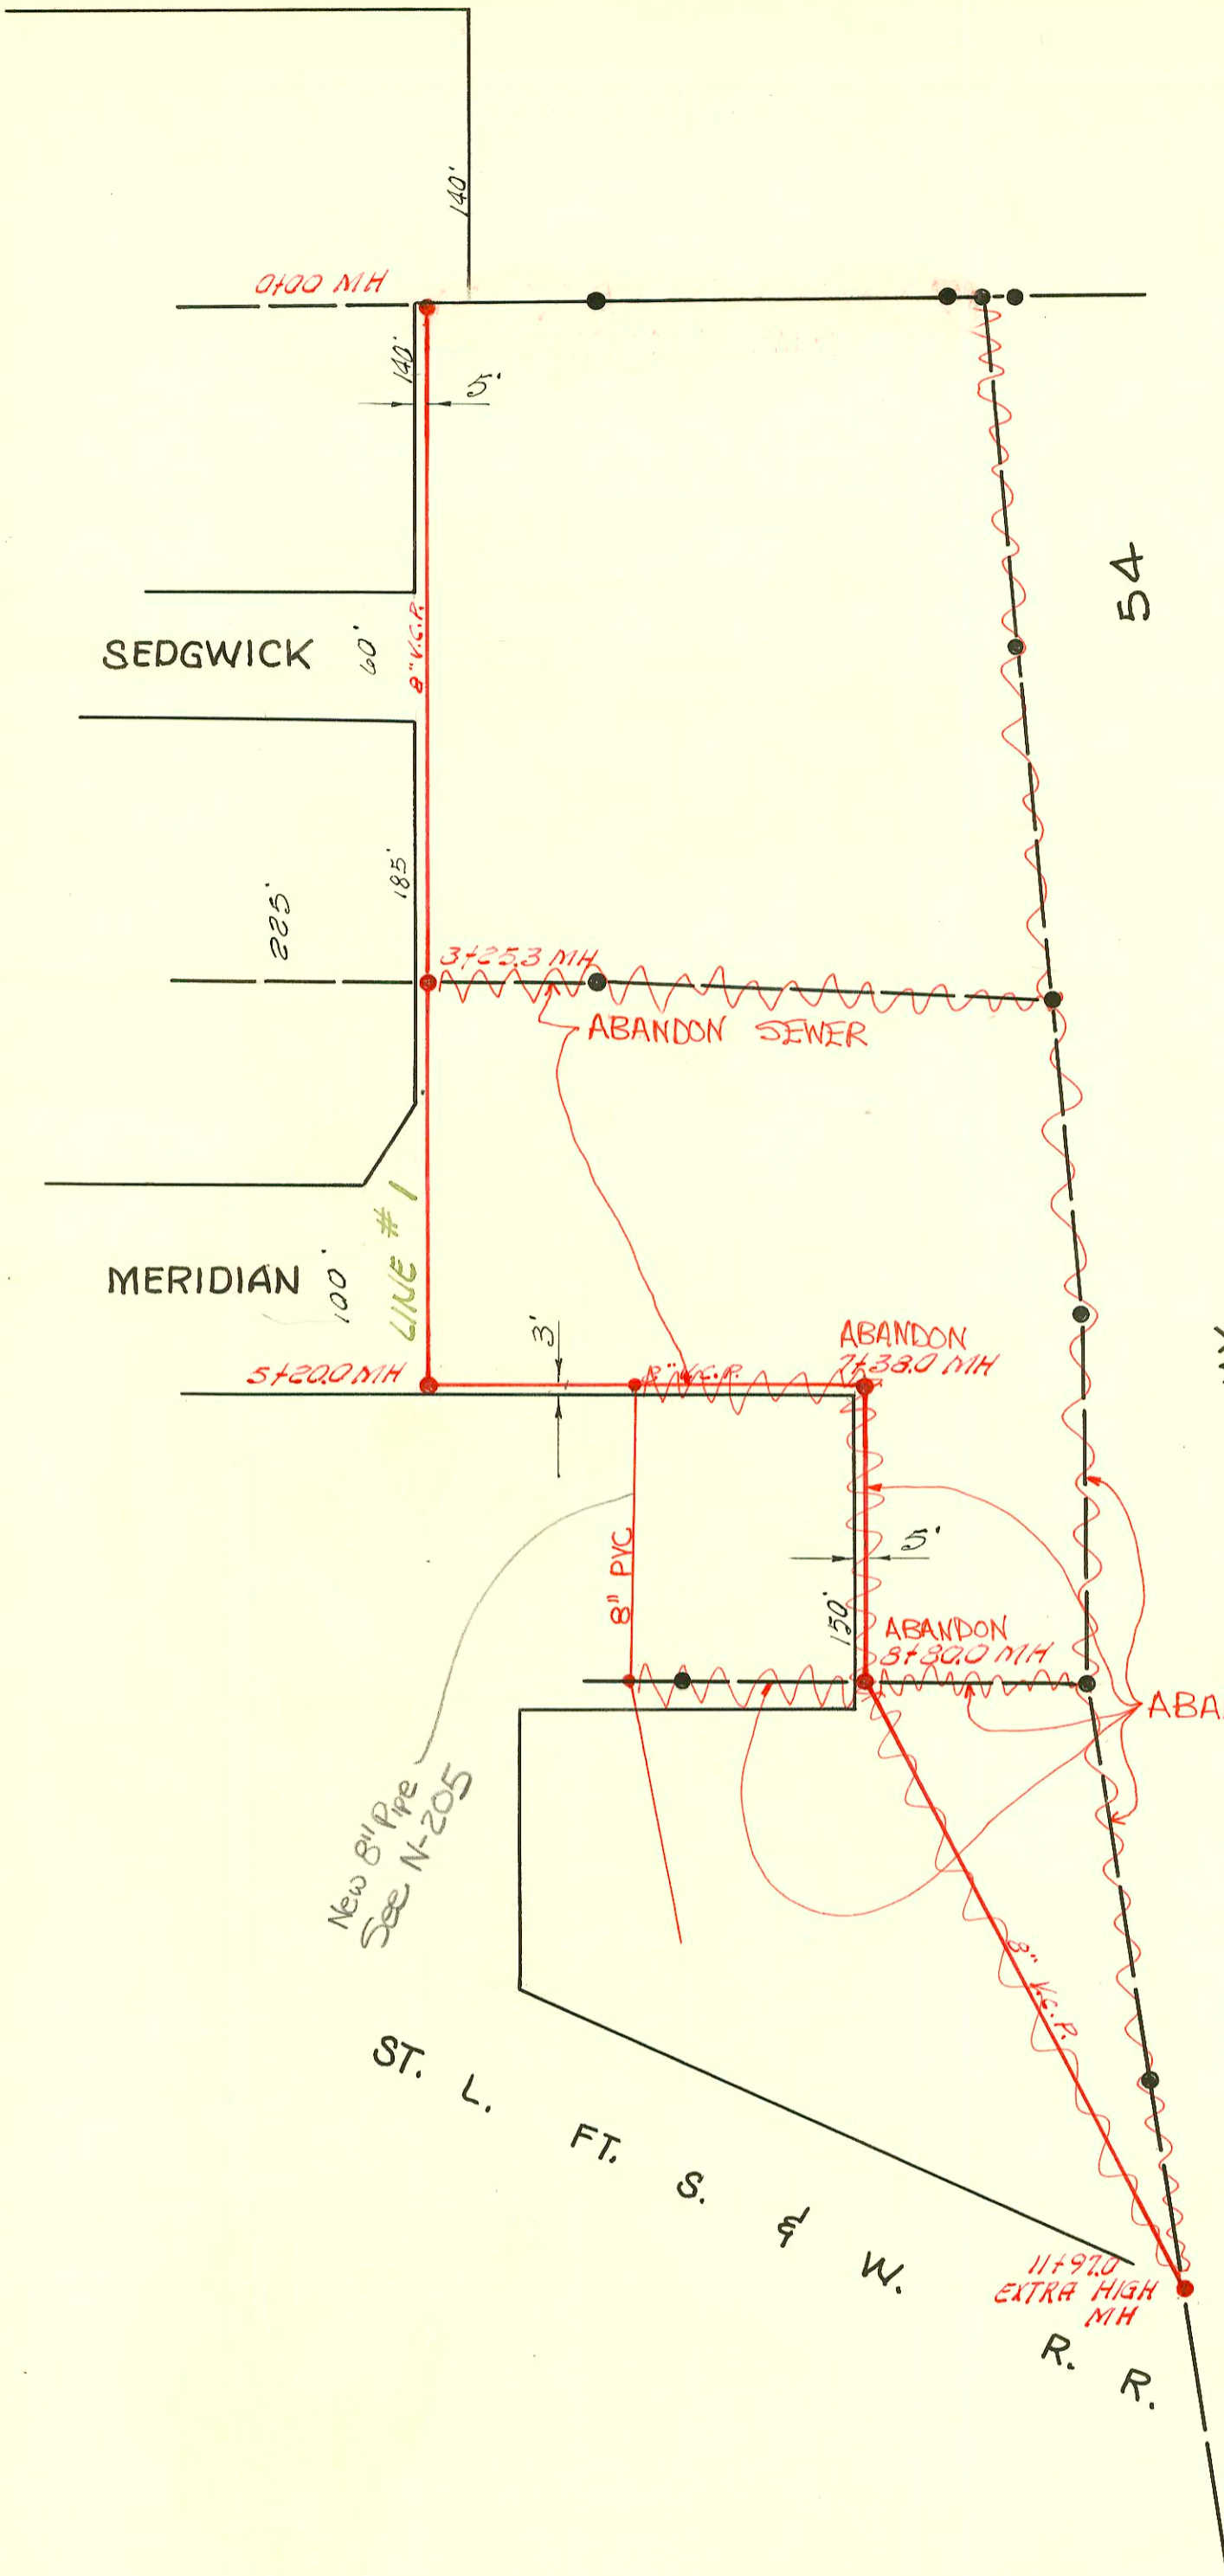 140'
0+00 MH
140'
5'
54
SEDGWICK
60'
8" V.C.P.
185'
225'
3+25.3 MH
ABANDON SEWER
LINE # 1
MERIDIAN
100'
3'
ABANDON
7+38.0 MH
5+20.0 MH
8" V.C.P.
8" PVC
5'
150'
ABANDON
8+80.0 MH
ABA
New 8" Pipe
See N-205
8" V.C.P.
ST. L. FT. S. & W. R. R.
11+97.0
EXTRA HIGH
MH